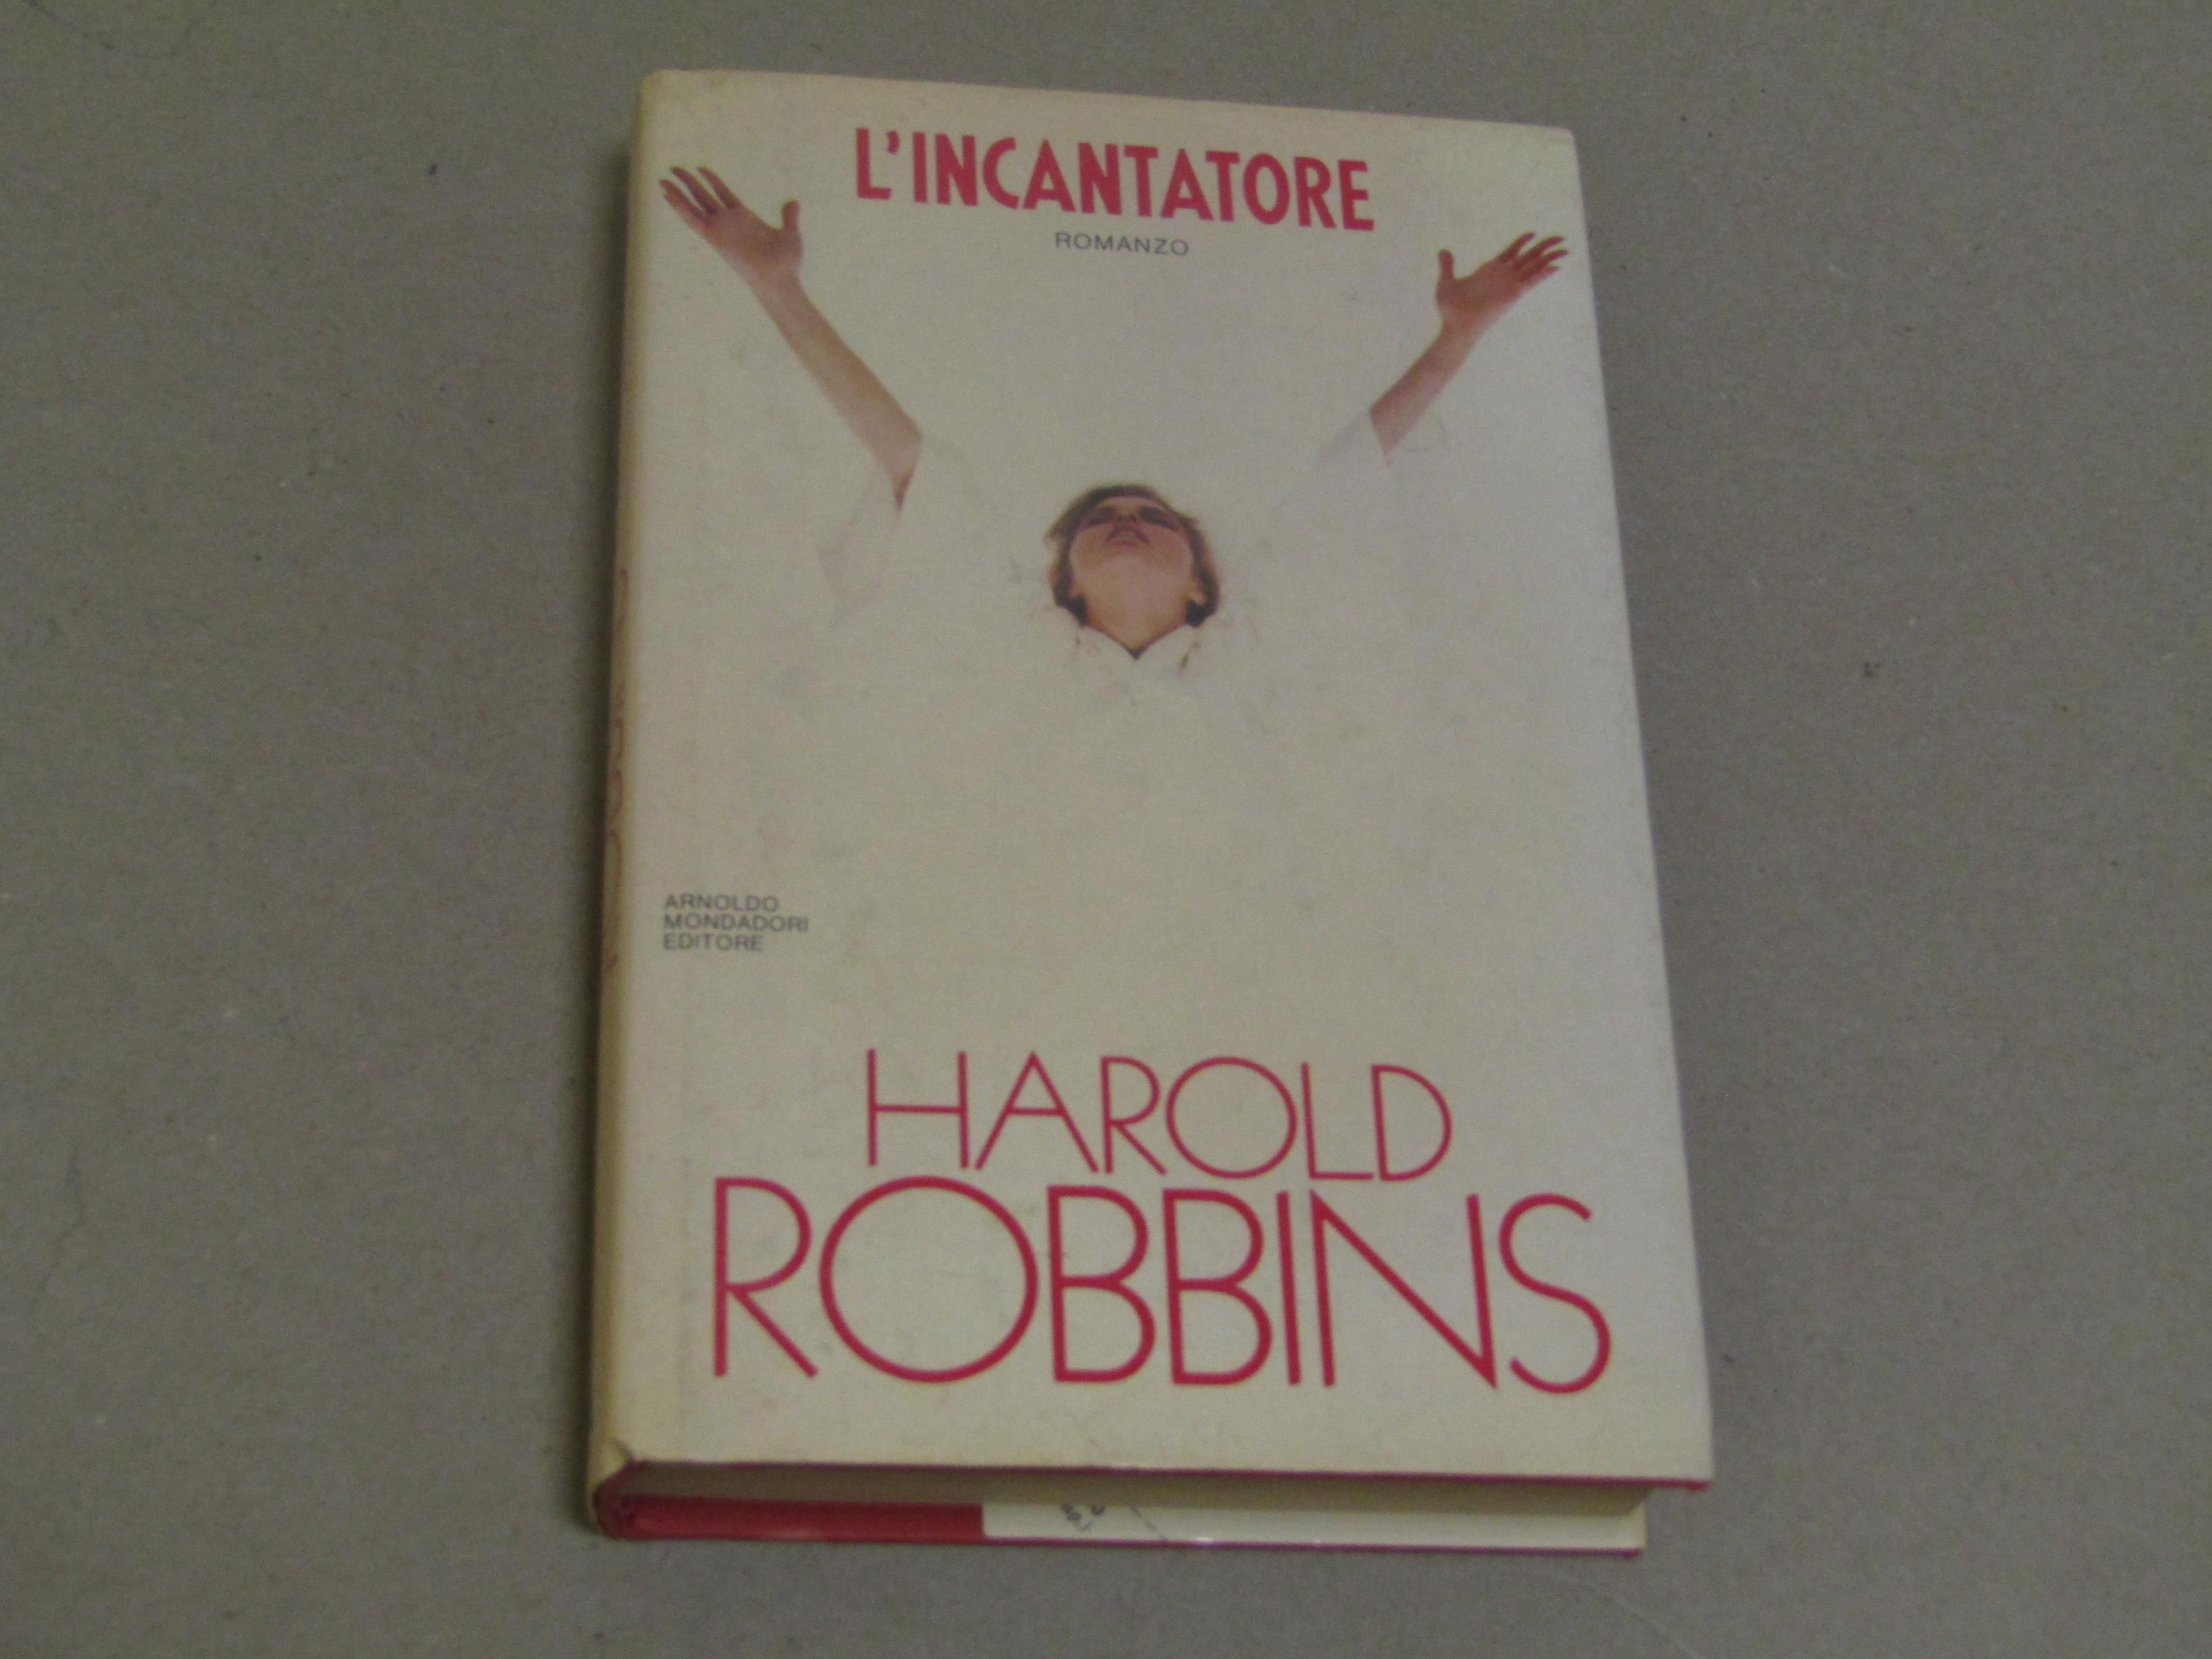 L'INCANTATORE
ROMANZO
ARNOLDO
MONDADORI
EDITORE
HAROLD
ROBBINS